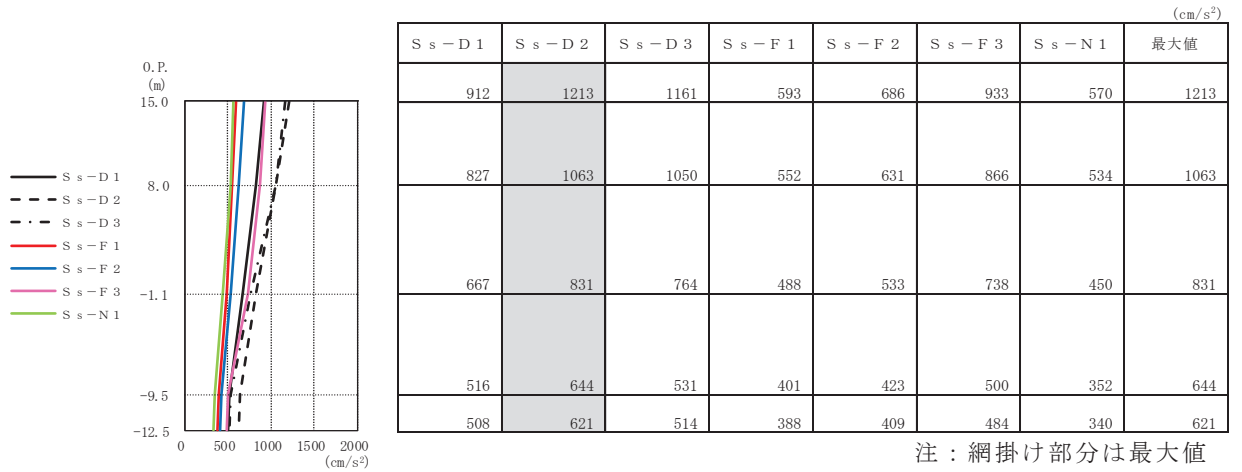 (cm/s²)
Ｓｓ－Ｄ１ Ｓｓ－Ｄ２ Ｓｓ－Ｄ３ Ｓｓ－Ｆ１ Ｓｓ－Ｆ２ Ｓｓ－Ｆ３ Ｓｓ－Ｎ１ 最大値
912 1213 1161 593 686 933 570 1213
827 1063 1050 552 631 866 534 1063
667 831 764 488 533 738 450 831
516 644 531 401 423 500 352 644
508 621 514 388 409 484 340 621
注：網掛け部分は最大値
O.P.
(m)
15.0
8.0
-1.1
-9.5
-12.5
0 500 1000 1500 2000
(cm/s²)
Ｓｓ－Ｄ１
Ｓｓ－Ｄ２
Ｓｓ－Ｄ３
Ｓｓ－Ｆ１
Ｓｓ－Ｆ２
Ｓｓ－Ｆ３
Ｓｓ－Ｎ１